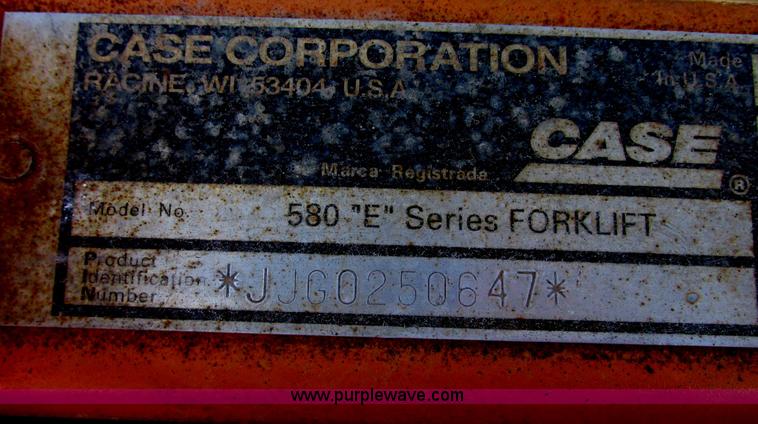 CASE CORPORATION
RACINE, WI 53404 U.S.A.
Made
in U.S.A.
CASE
®
Marca Registrada
Model No. 580 "E" Series FORKLIFT
Product
Identification
Number
*JJG0250647*
www.purplewave.com